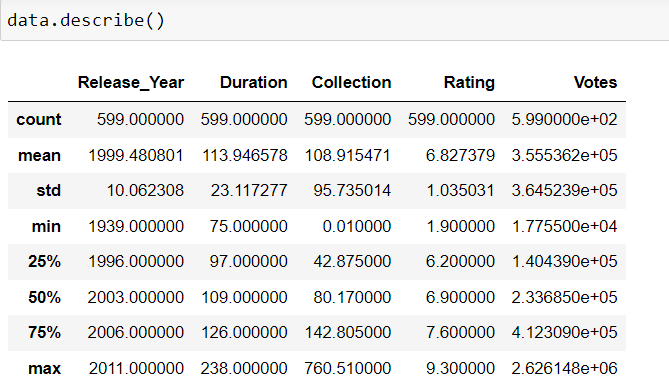 data.describe()
Release_Year Duration Collection Rating Votes
count 599.000000 599.000000 599.000000 599.000000 5.990000e+02
mean 1999.480801 113.946578 108.915471 6.827379 3.555362e+05
std 10.062308 23.117277 95.735014 1.035031 3.645239e+05
min 1939.000000 75.000000 0.010000 1.900000 1.775500e+04
25% 1996.000000 97.000000 42.875000 6.200000 1.404390e+05
50% 2003.000000 109.000000 80.170000 6.900000 2.336850e+05
75% 2006.000000 126.000000 142.805000 7.600000 4.123090e+05
max 2011.000000 238.000000 760.510000 9.300000 2.626148e+06